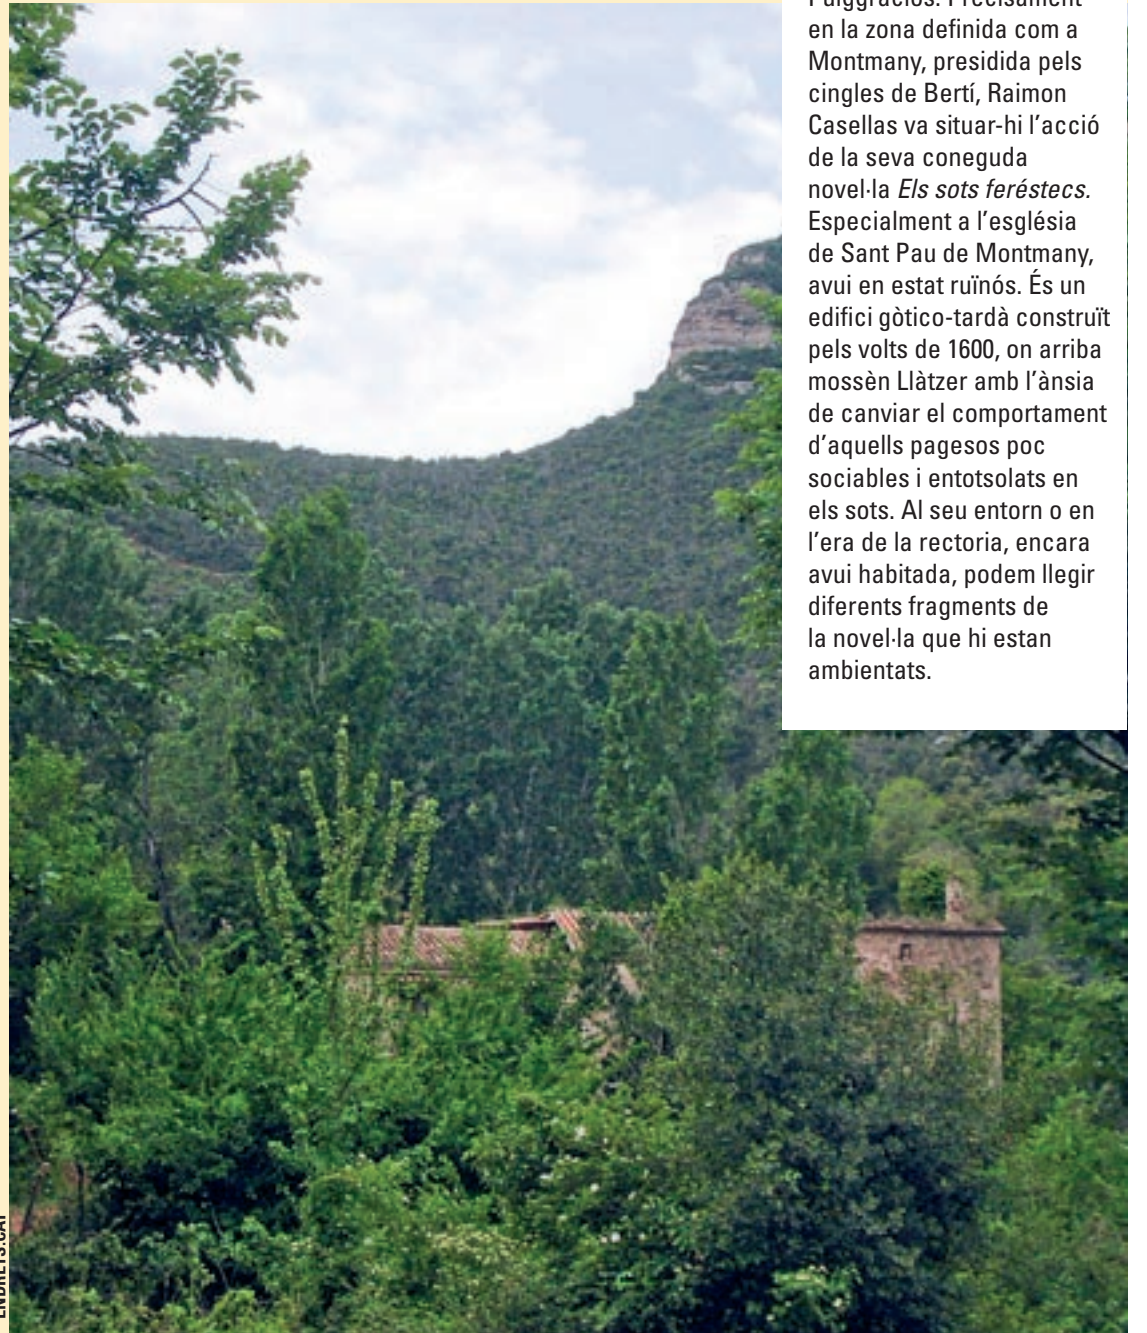 Puiggraciós. Precisament
en la zona definida com a
Montmany, presidida pels
cingles de Bertí, Raimon
Casellas va situar-hi l'acció
de la seva coneguda
novel·la Els sots feréstecs.
Especialment a l'església
de Sant Pau de Montmany,
avui en estat ruïnós. És un
edifici gòtico-tardà construït
pels volts de 1600, on arriba
mossèn Llàtzer amb l'ànsia
de canviar el comportament
d'aquells pagesos poc
sociables i entotsolats en
els sots. Al seu entorn o en
l'era de la rectoria, encara
avui habitada, podem llegir
diferents fragments de
la novel·la que hi estan
ambientats.
ENDRETS.CAT